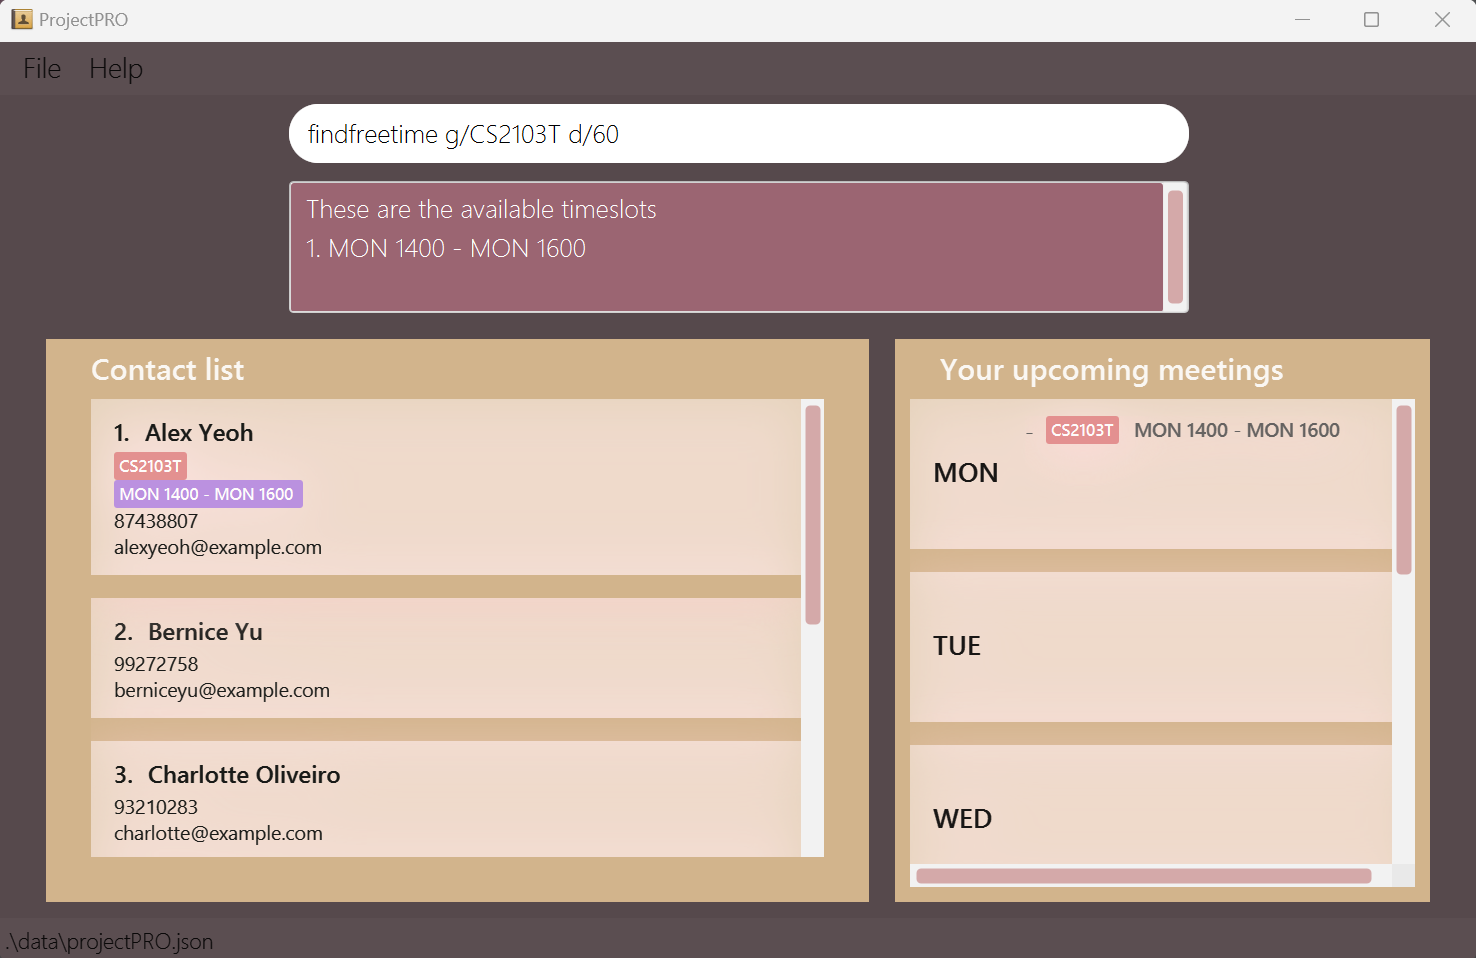 ProjectPRO
File Help
findfreetime g/CS2103T d/60
These are the available timeslots
1. MON 1400 - MON 1600
Contact list
1. Alex Yeoh
CS2103T
MON 1400 - MON 1600
87438807
alexyeoh@example.com
2. Bernice Yu
99272758
berniceyu@example.com
3. Charlotte Oliveiro
93210283
charlotte@example.com
Your upcoming meetings
- CS2103T MON 1400 - MON 1600
MON
TUE
WED
.\data\projectPRO.json